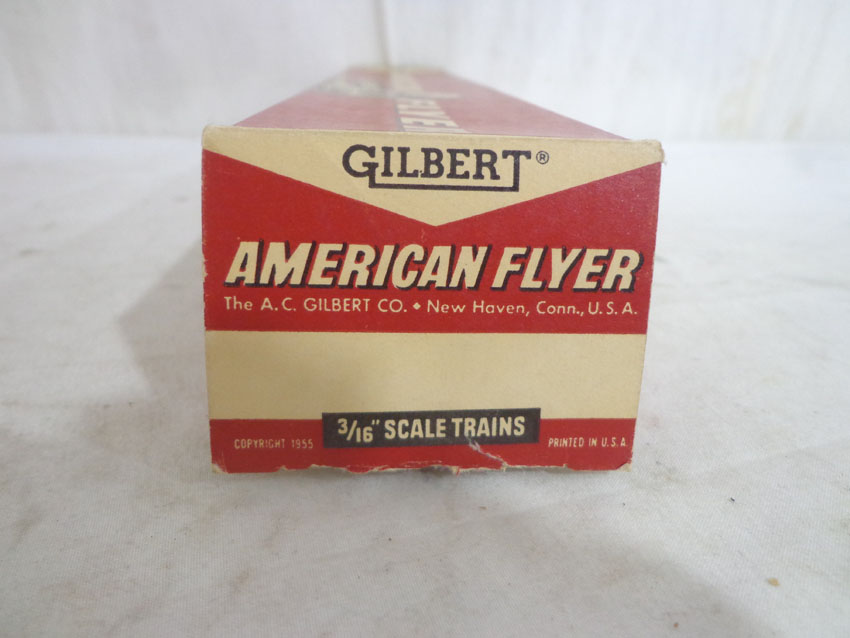 GILBERT®
AMERICAN FLYER
The A.C. GILBERT CO. • New Haven, Conn., U.S.A.
3/16" SCALE TRAINS
COPYRIGHT 1955
PRINTED IN U.S.A.